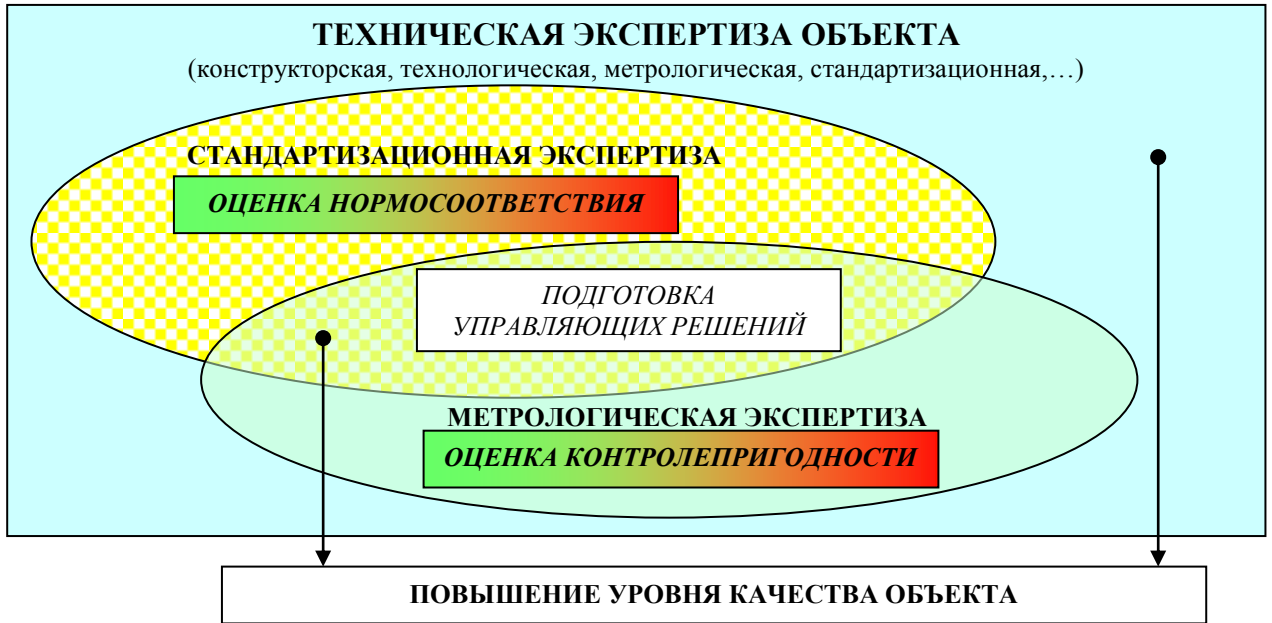 ТЕХНИЧЕСКАЯ ЭКСПЕРТИЗА ОБЪЕКТА
(конструкторская, технологическая, метрологическая, стандартизационная,…)
СТАНДАРТИЗАЦИОННАЯ ЭКСПЕРТИЗА
ОЦЕНКА НОРМОСООТВЕТСТВИЯ
ПОДГОТОВКА
УПРАВЛЯЮЩИХ РЕШЕНИЙ
МЕТРОЛОГИЧЕСКАЯ ЭКСПЕРТИЗА
ОЦЕНКА КОНТРОЛЕПРИГОДНОСТИ
ПОВЫШЕНИЕ УРОВНЯ КАЧЕСТВА ОБЪЕКТА